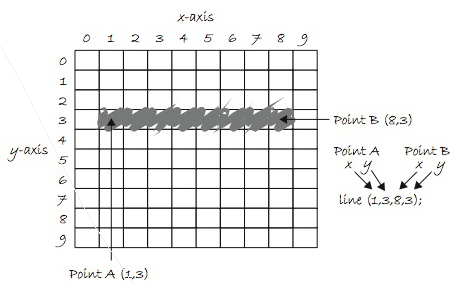 x-axis
0 1 2 3 4 5 6 7 8 9
0
1
2
3
4
5
6
7
8
9
y-axis
Point B (8,3)
Point A Point B
x y x y
line (1,3,8,3);
Point A (1,3)